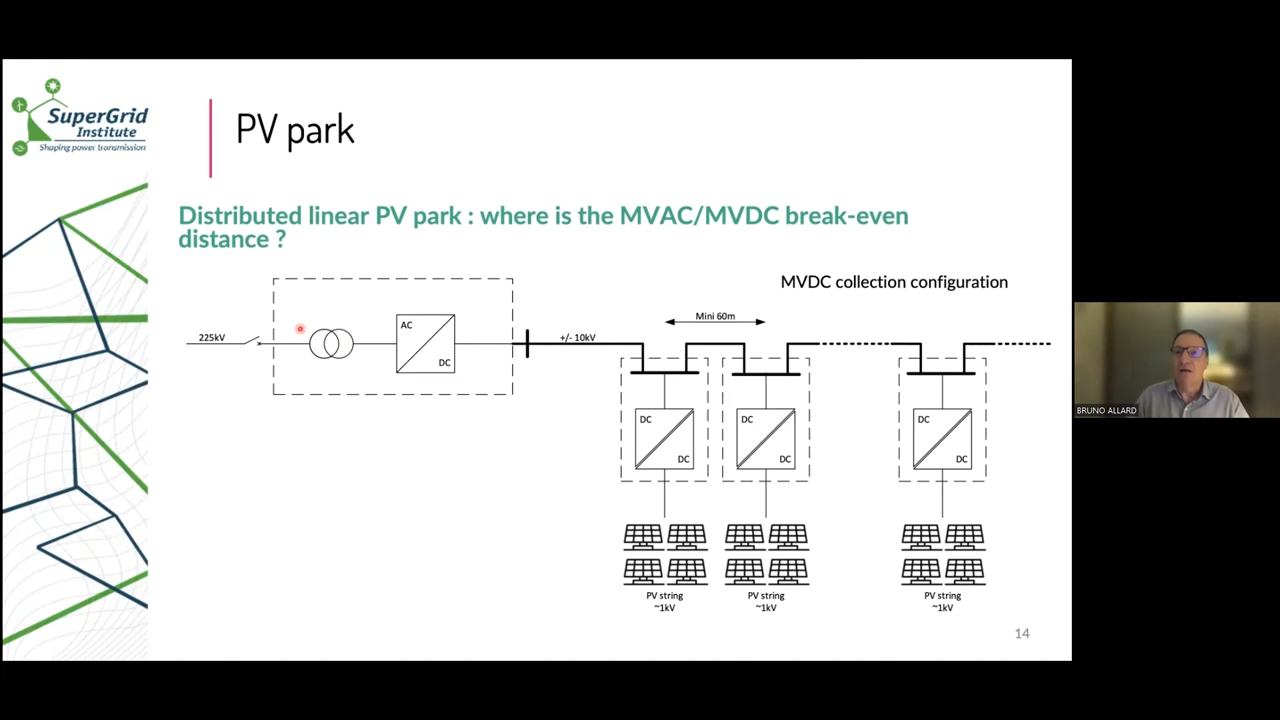 SuperGrid
Institute
Shaping power transmission
PV park
Distributed linear PV park : where is the MVAC/MVDC break-even
distance ?
MVDC collection configuration
Mini 60m
225kV
AC
DC
+/- 10kV
DC
DC
DC
DC
DC
DC
PV string
~1kV
PV string
~1kV
PV string
~1kV
14
BRUNO ALLARD